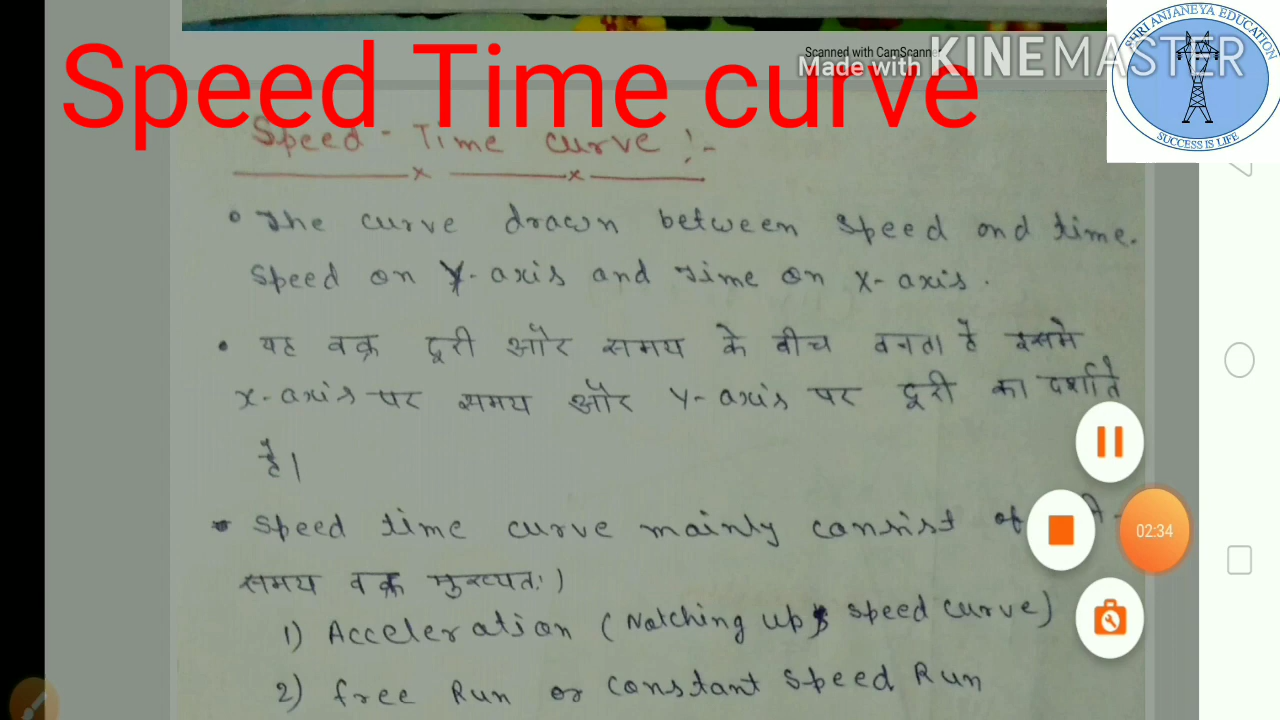 Scanned with CamScanner
Made with KINEMASTER
SHRI ANJANEYA EDUCATION
SUCCESS IS LIFE
Speed Time curve
Speed - Time curve :-
• The curve drawn between speed and time.
speed on Y-axis and time on X-axis.
• यह वक्र दूरी और समय के बीच बनता है इसमे
x-axis पर समय और y-axis पर दूरी का दर्शाते
है।
• speed time curve mainly consist of
समय वक्र मुख्यतः)
1) Acceleration (Notching up speed curve)
2) free Run or constant speed Run
02:34